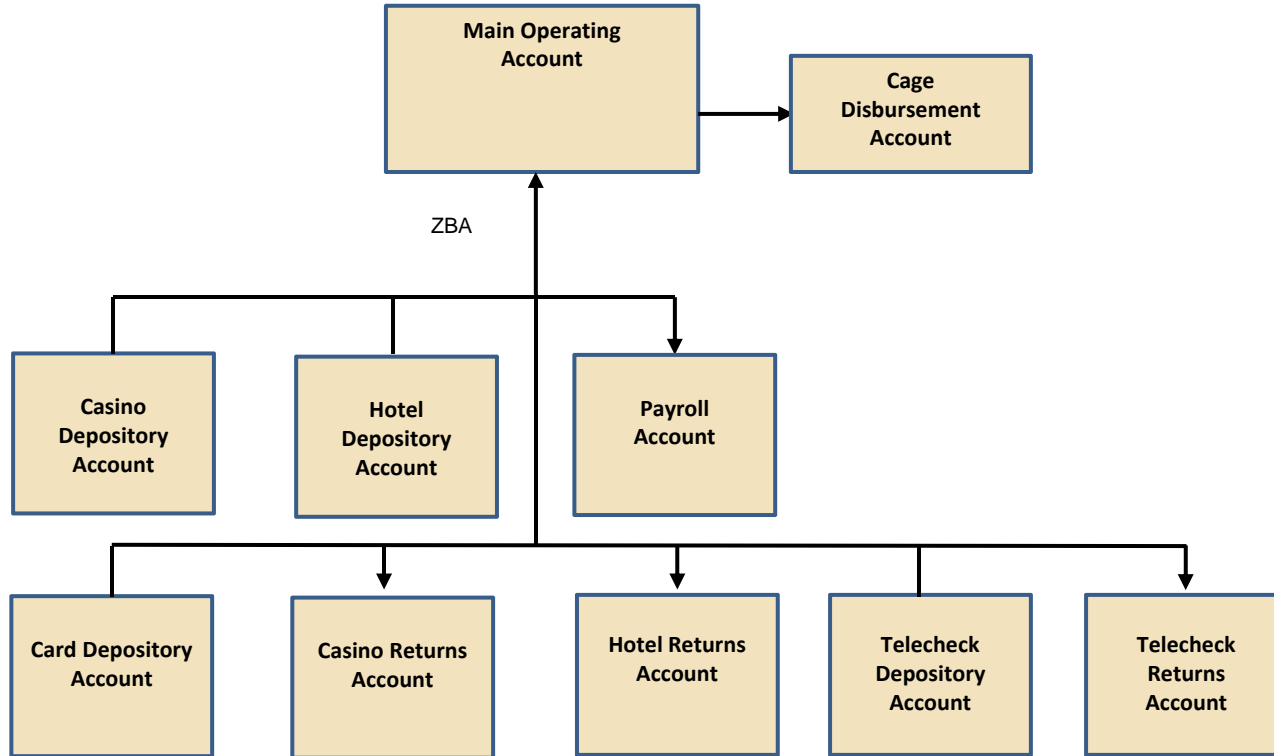 Main Operating
Account
Cage
Disbursement
Account
ZBA
Casino
Depository
Account
Hotel
Depository
Account
Payroll
Account
Card Depository
Account
Casino Returns
Account
Hotel Returns
Account
Telecheck
Depository
Account
Telecheck
Returns
Account